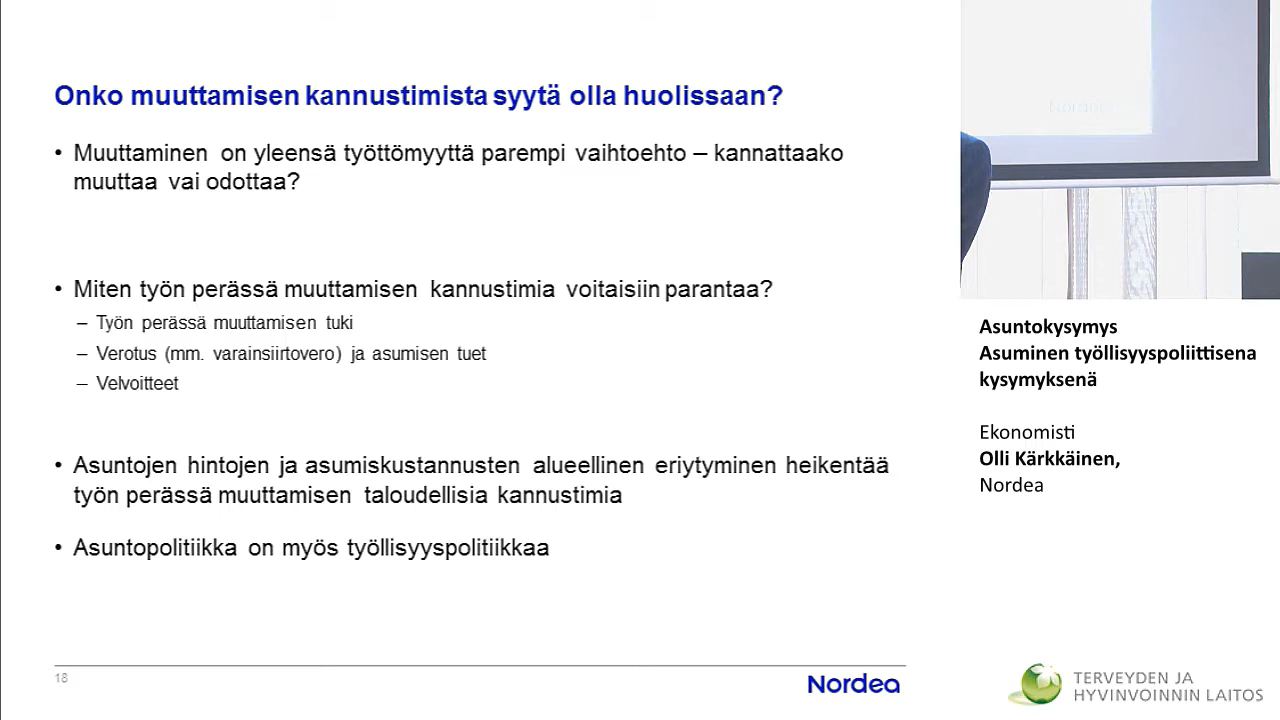 Onko muuttamisen kannustimista syytä olla huolissaan?
• Muuttaminen on yleensä työttömyyttä parempi vaihtoehto – kannattaako
muuttaa vai odottaa?
• Miten työn perässä muuttamisen kannustimia voitaisiin parantaa?
– Työn perässä muuttamisen tuki
– Verotus (mm. varainsiirtovero) ja asumisen tuet
– Velvoitteet
• Asuntojen hintojen ja asumiskustannusten alueellinen eriytyminen heikentää
työn perässä muuttamisen taloudellisia kannustimia
• Asuntopolitiikka on myös työllisyyspolitiikkaa
18
Nordea
Asuntokysymys
Asuminen työllisyyspoliittisena
kysymyksenä
Ekonomisti
Olli Kärkkäinen,
Nordea
TERVEYDEN JA
HYVINVOINNIN LAITOS